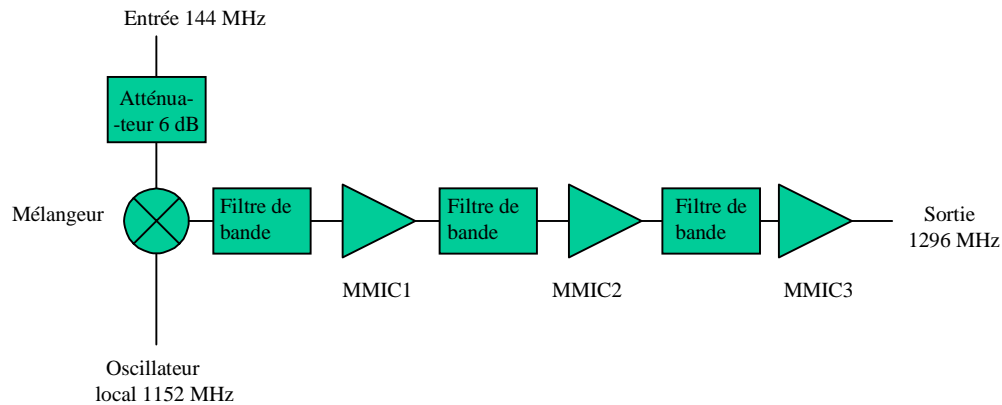 Entrée 144 MHz
Atténua-
-teur 6 dB
Mélangeur
Filtre de
bande
Filtre de
bande
Filtre de
bande
Sortie
1296 MHz
MMIC1
MMIC2
MMIC3
Oscillateur
local 1152 MHz